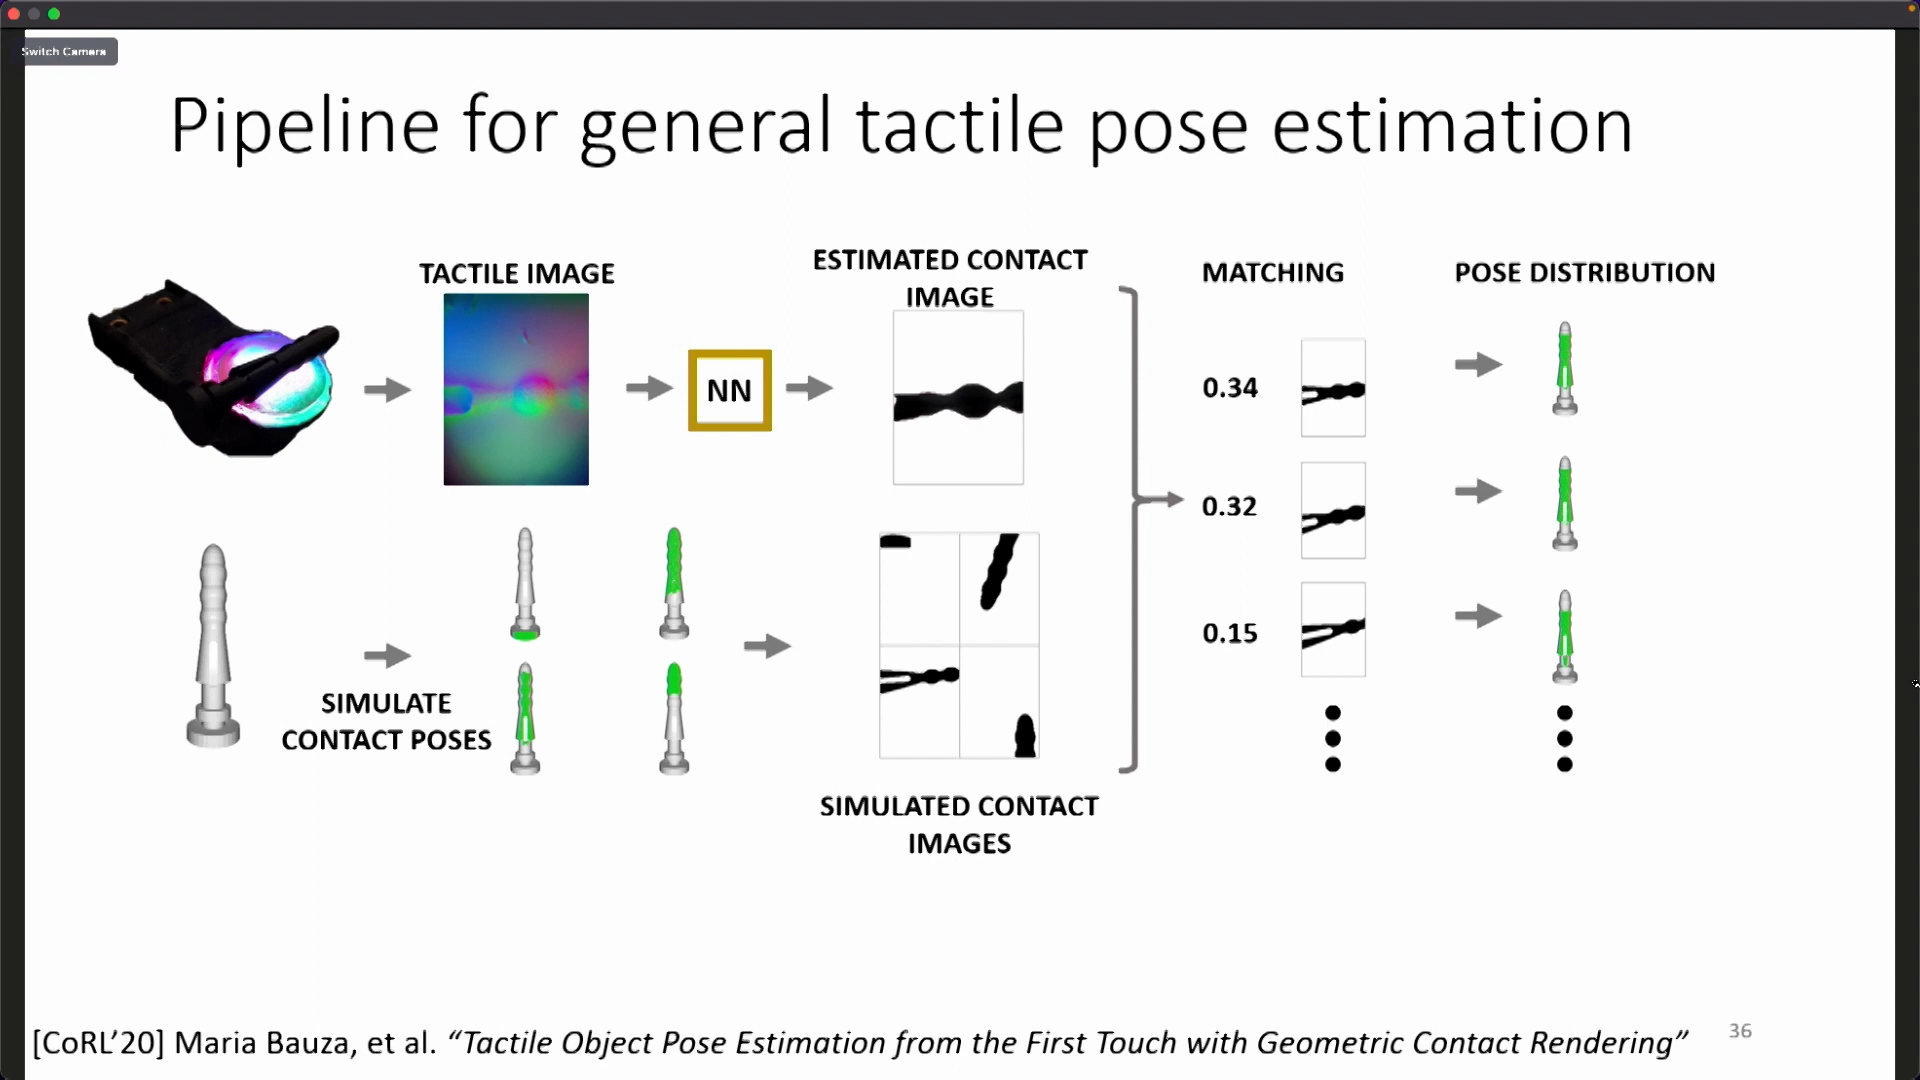 Switch Camera
Pipeline for general tactile pose estimation
TACTILE IMAGE
ESTIMATED CONTACT
IMAGE
MATCHING
POSE DISTRIBUTION
NN
0.34
0.32
0.15
SIMULATE
CONTACT POSES
SIMULATED CONTACT
IMAGES
[CoRL’20] Maria Bauza, et al. “Tactile Object Pose Estimation from the First Touch with Geometric Contact Rendering”
36